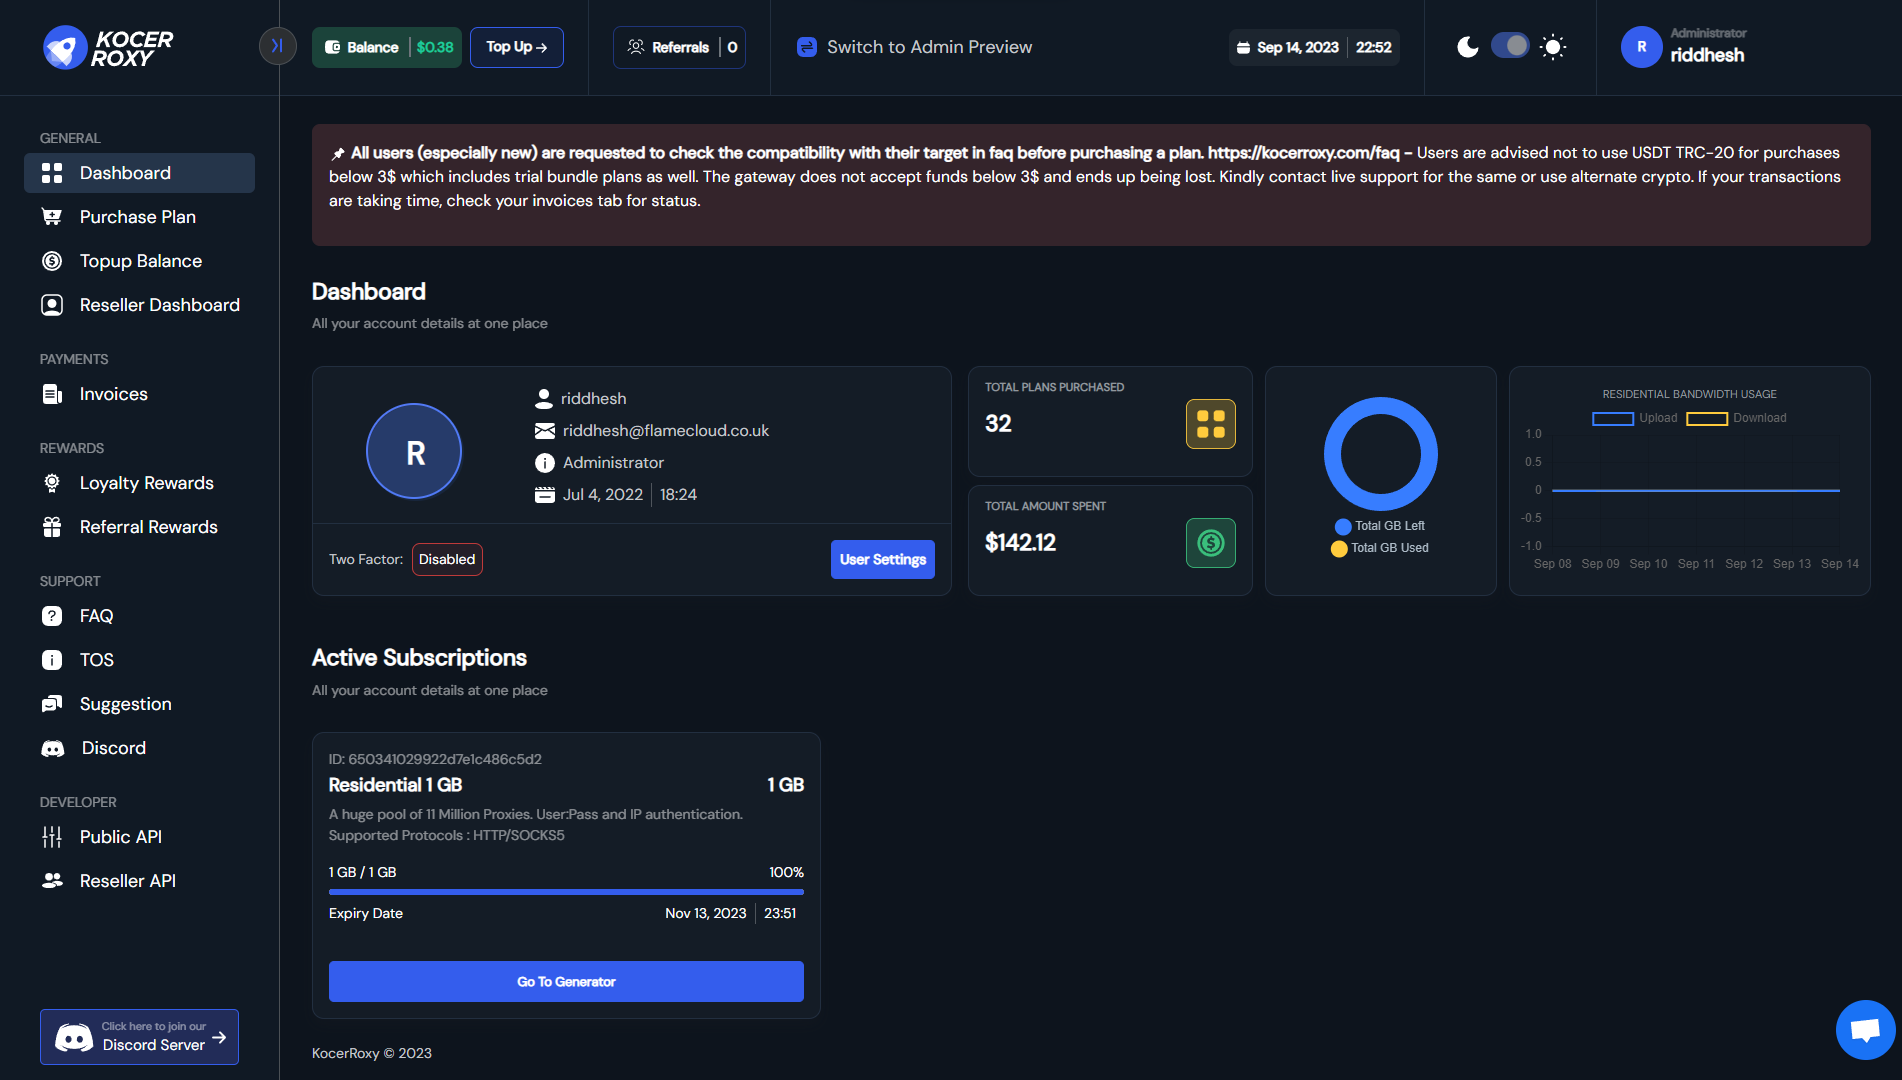 KOCER
ROXY
Balance $0.38
Top Up →
Referrals 0
Switch to Admin Preview
Sep 14, 2023 22:52
R
Administrator
riddhesh
GENERAL
Dashboard
Purchase Plan
Topup Balance
Reseller Dashboard
PAYMENTS
Invoices
REWARDS
Loyalty Rewards
Referral Rewards
SUPPORT
FAQ
TOS
Suggestion
Discord
DEVELOPER
Public API
Reseller API
Click here to join our
Discord Server
All users (especially new) are requested to check the compatibility with their target in faq before purchasing a plan. https://kocerroxy.com/faq – Users are advised not to use USDT TRC-20 for purchases
below 3$ which includes trial bundle plans as well. The gateway does not accept funds below 3$ and ends up being lost. Kindly contact live support for the same or use alternate crypto. If your transactions
are taking time, check your invoices tab for status.
Dashboard
All your account details at one place
R
riddhesh
riddhesh@flamecloud.co.uk
Administrator
Jul 4, 2022 18:24
Two Factor: Disabled
User Settings
TOTAL PLANS PURCHASED
32
TOTAL AMOUNT SPENT
$142.12
Total GB Left
Total GB Used
RESIDENTIAL BANDWIDTH USAGE
Upload Download
1.0
0.5
0
-0.5
-1.0
Sep 08 Sep 09 Sep 10 Sep 11 Sep 12 Sep 13 Sep 14
Active Subscriptions
All your account details at one place
ID: 650341029922d7e1c486c5d2
Residential 1 GB 1 GB
A huge pool of 11 Million Proxies. User:Pass and IP authentication.
Supported Protocols : HTTP/SOCKS5
1 GB / 1 GB 100%
Expiry Date Nov 13, 2023 23:51
Go To Generator
KocerRoxy © 2023